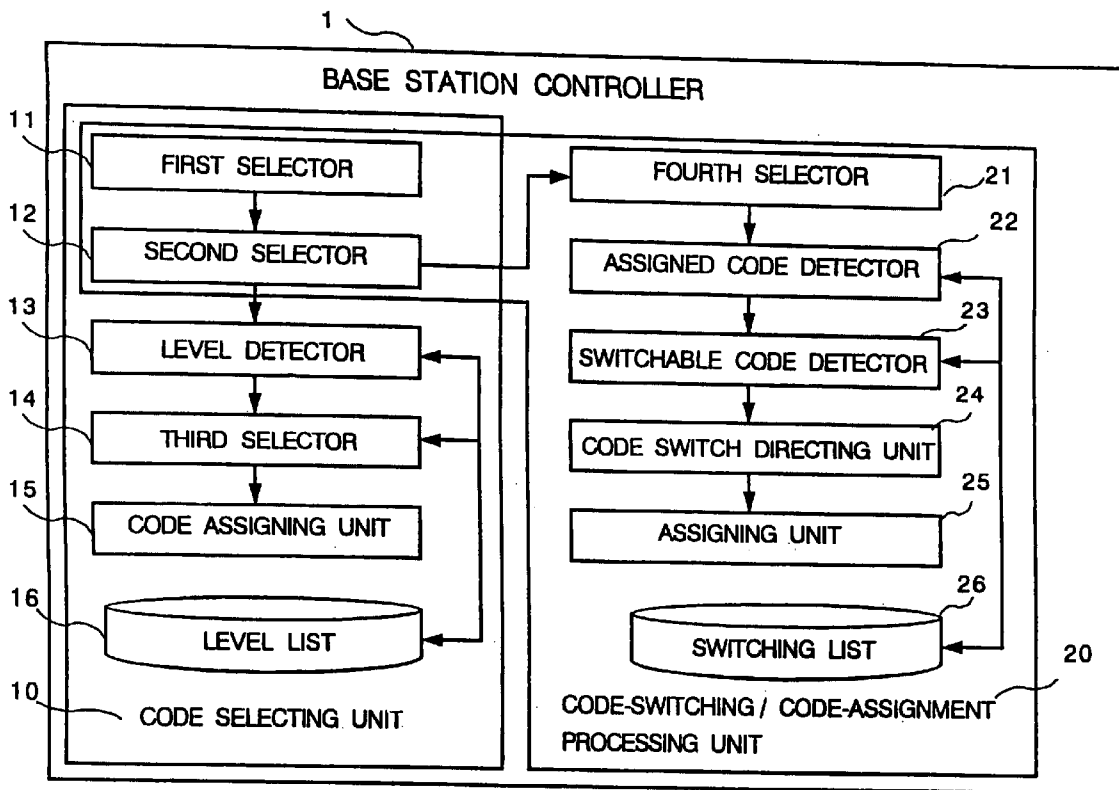 1
BASE STATION CONTROLLER
11
FIRST SELECTOR
12
SECOND SELECTOR
13
LEVEL DETECTOR
14
THIRD SELECTOR
15
CODE ASSIGNING UNIT
16
LEVEL LIST
10
CODE SELECTING UNIT
FOURTH SELECTOR
21
22
ASSIGNED CODE DETECTOR
23
SWITCHABLE CODE DETECTOR
24
CODE SWITCH DIRECTING UNIT
25
ASSIGNING UNIT
26
SWITCHING LIST
20
CODE-SWITCHING / CODE-ASSIGNMENT
PROCESSING UNIT